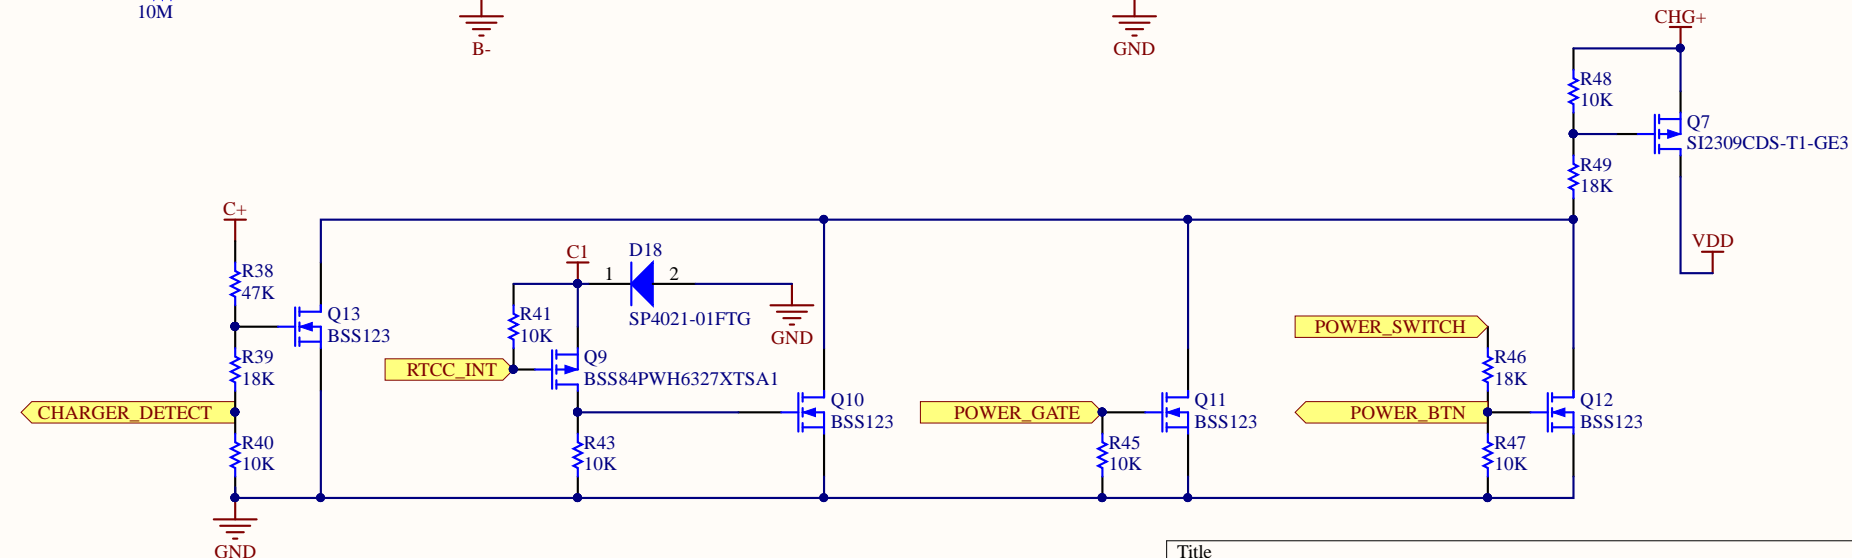 10M
B-
GND
CHG+
R48
10K
Q7
SI2309CDS-T1-GE3
R49
18K
C+
C1
D18
VDD
1
2
R38
47K
R41
10K
SP4021-01FTG
Q13
BSS123
GND
POWER_SWITCH
R39
18K
RTCC_INT
Q9
BSS84PWH6327XTSA1
R46
18K
CHARGER_DETECT
Q10
BSS123
POWER_GATE
Q11
BSS123
POWER_BTN
Q12
BSS123
R40
10K
R43
10K
R45
10K
R47
10K
GND
Title